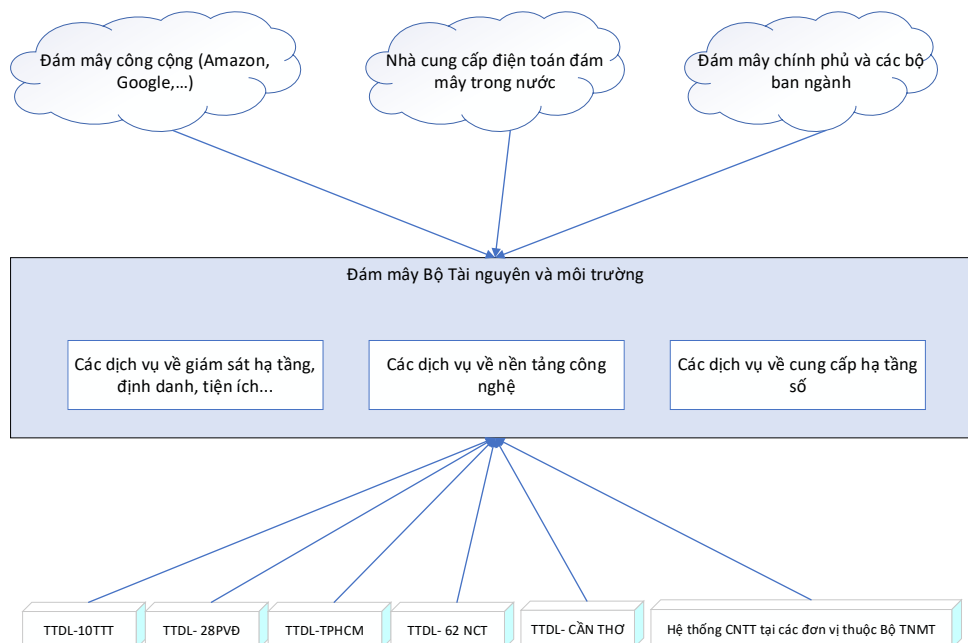 Đám mây công cộng (Amazon,
Google,...)
Nhà cung cấp điện toán đám
mây trong nước
Đám mây chính phủ và các bộ
ban ngành
Đám mây Bộ Tài nguyên và môi trường
Các dịch vụ về giám sát hạ tầng,
định danh, tiện ích...
Các dịch vụ về nền tảng công
nghệ
Các dịch vụ về cung cấp hạ tầng
số
TTDL-10TTT
TTDL- 28PVĐ
TTDL-TPHCM
TTDL- 62 NCT
TTDL- CẦN THƠ
Hệ thống CNTT tại các đơn vị thuộc Bộ TNMT